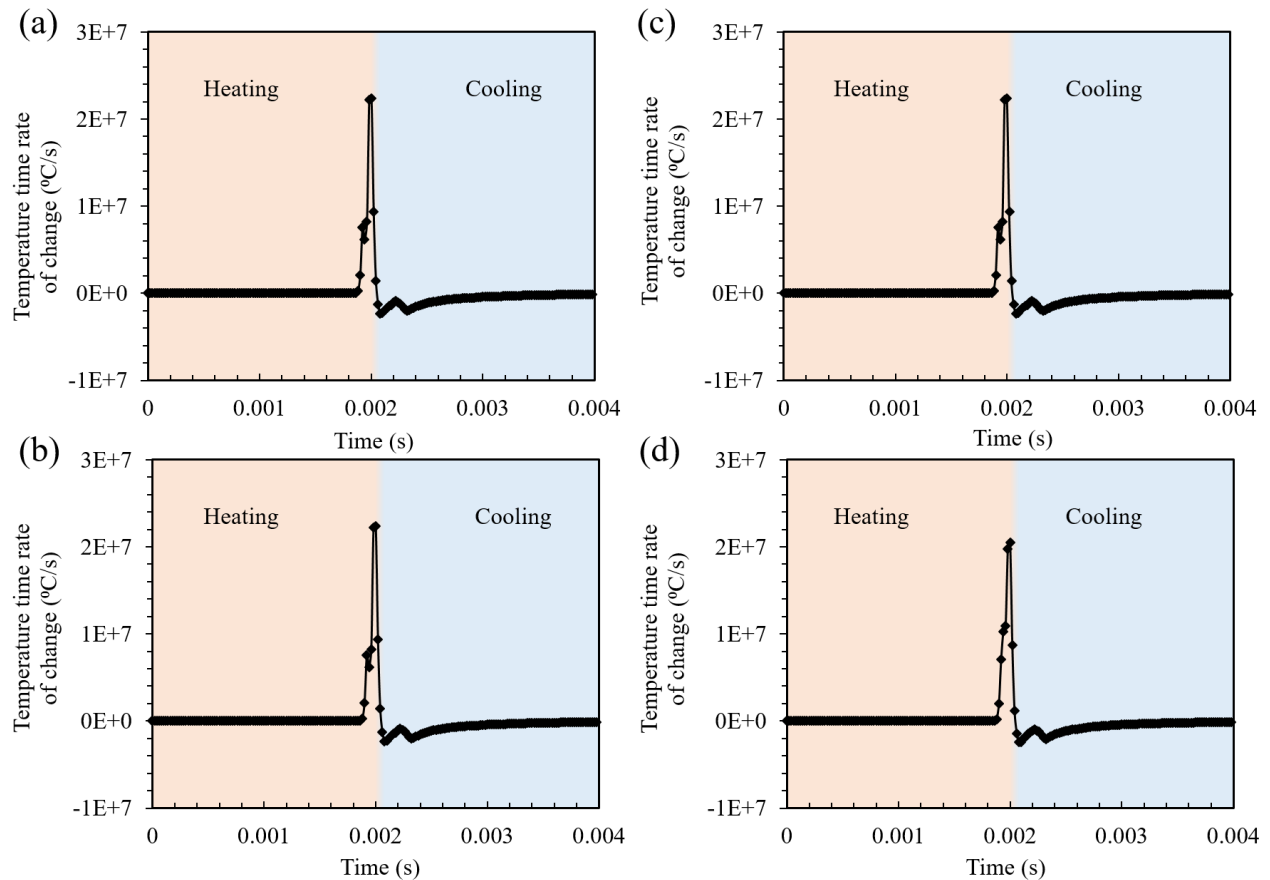 (a)
3E+7
2E+7
1E+7
0E+0
-1E+7
Temperature time rate
of change (ºC/s)
Heating
Cooling
0 0.001 0.002 0.003 0.004
Time (s)
(c)
3E+7
2E+7
1E+7
0E+0
-1E+7
Temperature time rate
of change (ºC/s)
Heating
Cooling
0 0.001 0.002 0.003 0.004
Time (s)
(b)
3E+7
2E+7
1E+7
0E+0
-1E+7
Temperature time rate
of change (ºC/s)
Heating
Cooling
0 0.001 0.002 0.003 0.004
Time (s)
(d)
3E+7
2E+7
1E+7
0E+0
-1E+7
Temperature time rate
of change (ºC/s)
Heating
Cooling
0 0.001 0.002 0.003 0.004
Time (s)